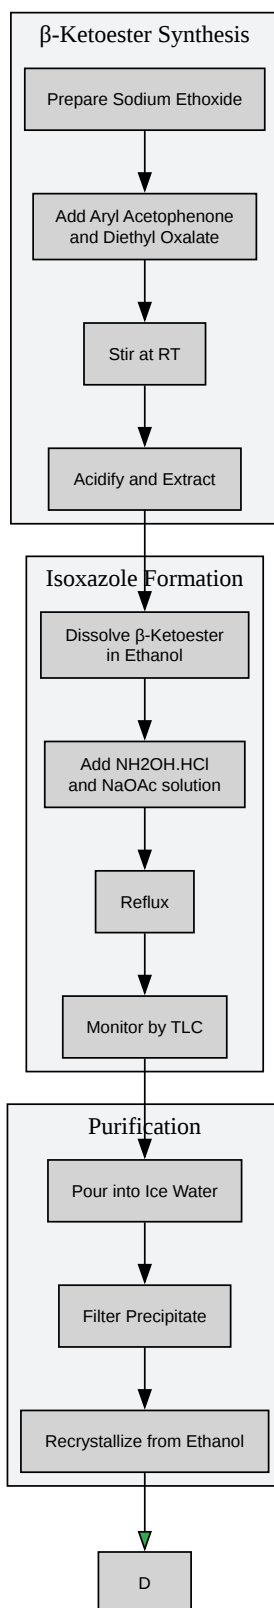 β-Ketoester Synthesis
Prepare Sodium Ethoxide
Add Aryl Acetophenone
and Diethyl Oxalate
Stir at RT
Acidify and Extract
Isoxazole Formation
Dissolve β-Ketoester
in Ethanol
Add NH2OH.HCl
and NaOAc solution
Reflux
Monitor by TLC
Purification
Pour into Ice Water
Filter Precipitate
Recrystallize from Ethanol
D